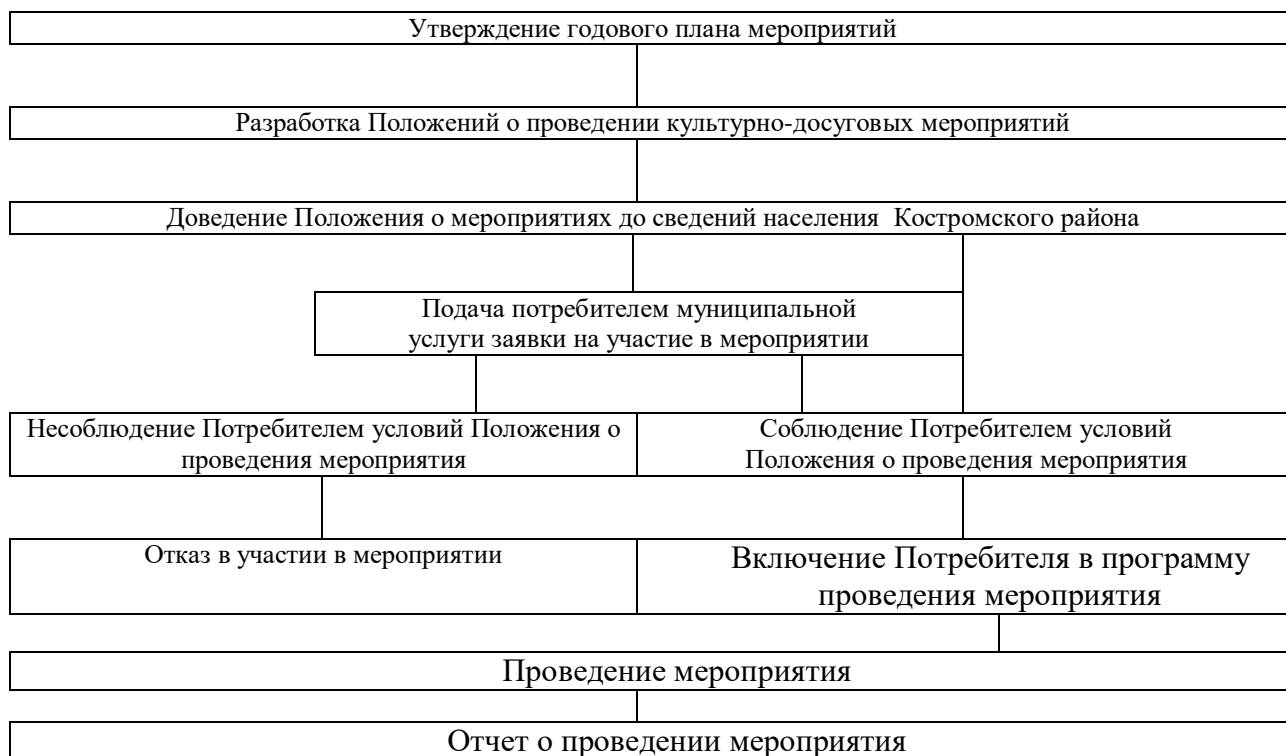 Утверждение годового плана мероприятий
Разработка Положений о проведении культурно-досуговых мероприятий
Доведение Положения о мероприятиях до сведений населения Костромского района
Подача потребителем муниципальной
услуги заявки на участие в мероприятии
Несоблюдение Потребителем условий Положения о
проведения мероприятия
Соблюдение Потребителем условий
Положения о проведения мероприятия
Отказ в участии в мероприятии
Включение Потребителя в программу
проведения мероприятия
Проведение мероприятия
Отчет о проведении мероприятия